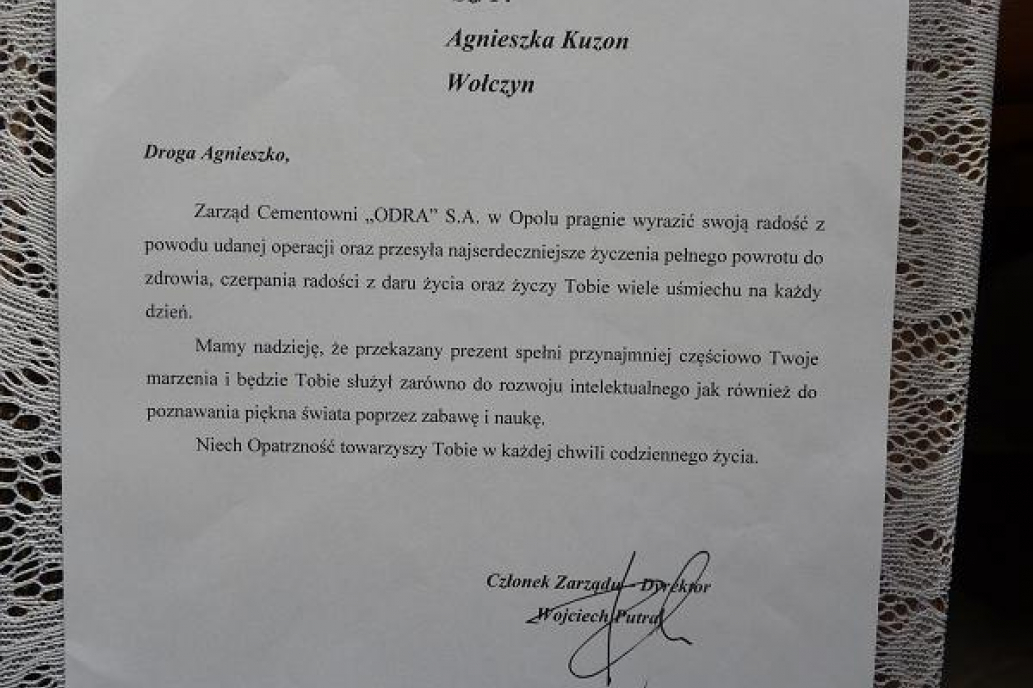 Agnieszka Kuzon
Wołczyn
Droga Agnieszko,
Zarząd Cementowni „ODRA” S.A. w Opolu pragnie wyrazić swoją radość z
powodu udanej operacji oraz przesyła najserdeczniejsze życzenia pełnego powrotu do
zdrowia, czerpania radości z daru życia oraz życzy Tobie wiele uśmiechu na każdy
dzień.
Mamy nadzieję, że przekazany prezent spełni przynajmniej częściowo Twoje
marzenia i będzie Tobie służył zarówno do rozwoju intelektualnego jak również do
poznawania piękna świata poprzez zabawę i naukę.
Niech Opatrzność towarzyszy Tobie w każdej chwili codziennego życia.
Członek Zarządu Dyrektor
Wojciech Putra